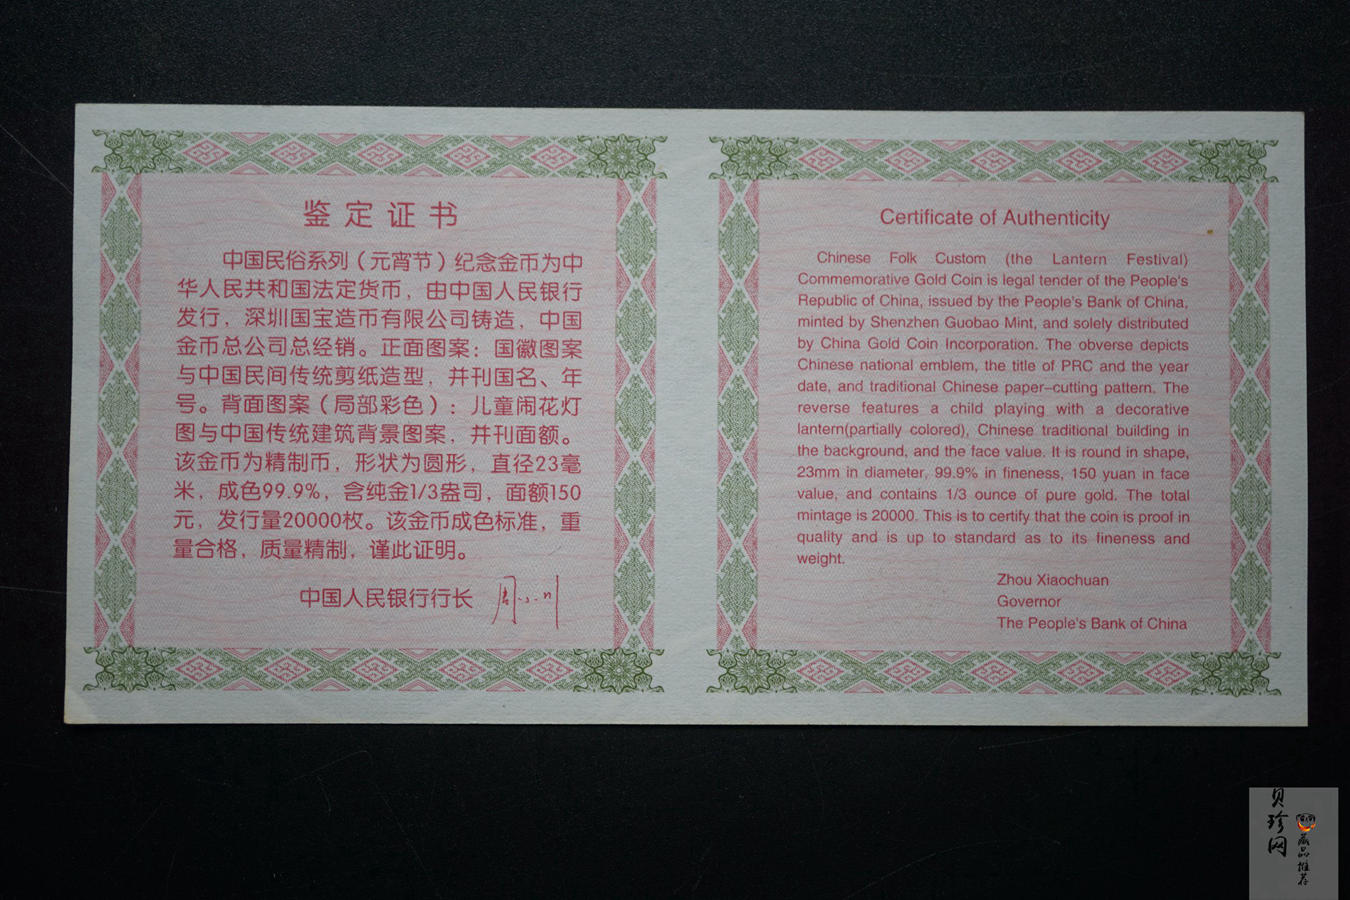 鉴定证书
中国民俗系列（元宵节）纪念金币为中
华人民共和国法定货币，由中国人民银行
发行，深圳国宝造币有限公司铸造，中国
金币总公司总经销。正面图案：国徽图案
与中国民间传统剪纸造型，并刊国名、年
号。背面图案（局部彩色）：儿童闹花灯
图与中国传统建筑背景图案，并刊面额。
该金币为精制币，形状为圆形，直径23毫
米，成色99.9%，含纯金1/3盎司，面额150
元，发行量20000枚。该金币成色标准，重
量合格，质量精制，谨此证明。
中国人民银行行长 周小川
Certificate of Authenticity
Chinese Folk Custom (the Lantern Festival)
Commemorative Gold Coin is legal tender of the People's
Republic of China, issued by the People's Bank of China,
minted by Shenzhen Guobao Mint, and solely distributed
by China Gold Coin Incorporation. The obverse depicts
Chinese national emblem, the title of PRC and the year
date, and traditional Chinese paper–cutting pattern. The
reverse features a child playing with a decorative
lantern(partially colored), Chinese traditional building in
the background, and the face value. It is round in shape,
23mm in diameter, 99.9% in fineness, 150 yuan in face
value, and contains 1/3 ounce of pure gold. The total
mintage is 20000. This is to certify that the coin is proof in
quality and is up to standard as to its fineness and
weight.
Zhou Xiaochuan
Governor
The People's Bank of China
贝珍网
藏品推荐